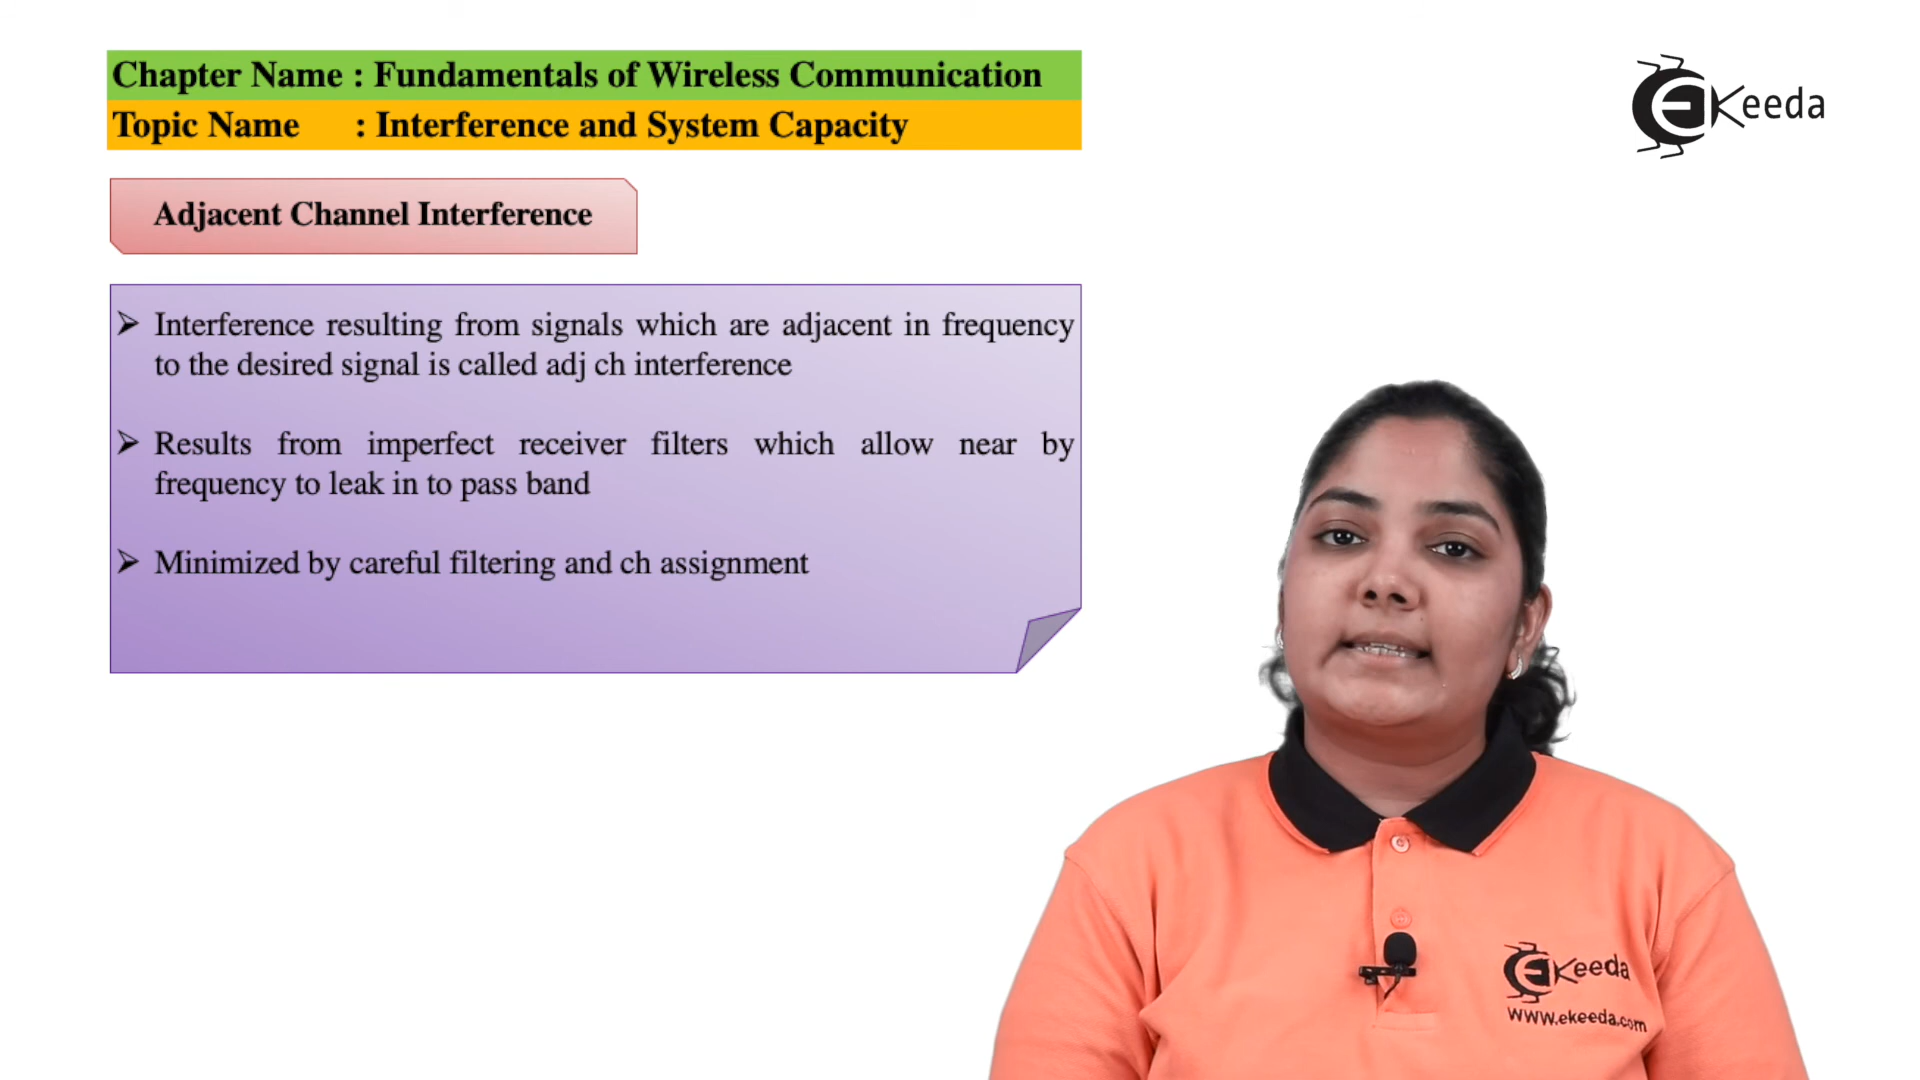 Chapter Name : Fundamentals of Wireless Communication
Topic Name : Interference and System Capacity
EKeeda
Adjacent Channel Interference
➢ Interference resulting from signals which are adjacent in frequency
to the desired signal is called adj ch interference
➢ Results from imperfect receiver filters which allow near by
frequency to leak in to pass band
➢ Minimized by careful filtering and ch assignment
EKeeda
www.ekeeda.com